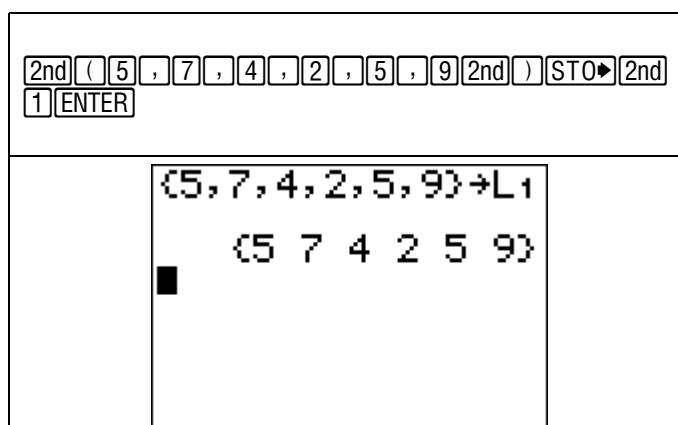 2nd ( 5 , 7 , 4 , 2 , 5 , 9 2nd ) STO➧ 2nd
1 ENTER
{5,7,4,2,5,9}→L1
{5 7 4 2 5 9}